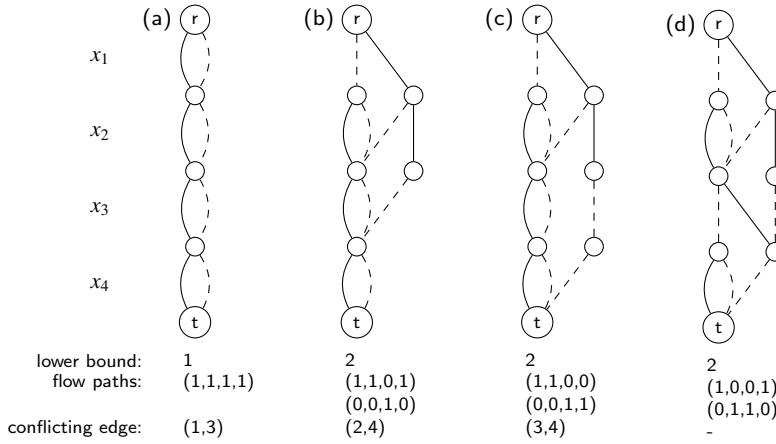 (a) (b) (c) (d)
r r r r
x1
x2
x3
x4
t t t t
lower bound: 1 2 2 2
flow paths: (1,1,1,1) (1,1,0,1) (1,1,0,0) (1,0,0,1)
(0,0,1,0) (0,0,1,1) (0,1,1,0)
conflicting edge: (1,3) (2,4) (3,4) -